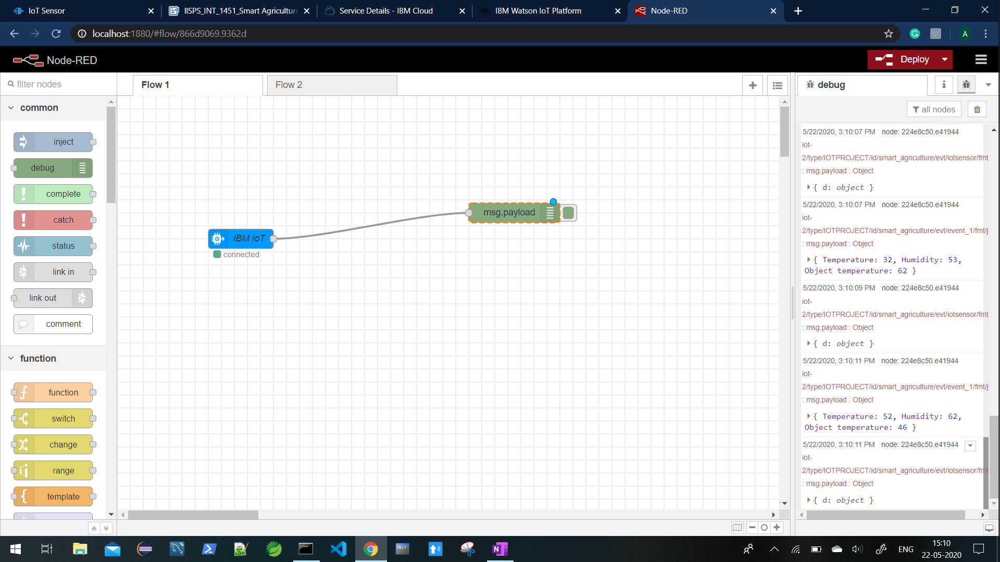 IoT Sensor
IISPS_INT_1451_Smart Agriculture
Service Details - IBM Cloud
IBM Watson IoT Platform
Node-RED
localhost:1880/#flow/866d9069.9362d
A
Node-RED
Deploy
filter nodes
Flow 1
Flow 2
debug
i
all nodes
common
inject
debug
complete
catch
status
link in
link out
comment
function
function
switch
change
range
template
IBM IoT
connected
msg.payload
5/22/2020, 3:10:07 PM node: 224e8c50.e41944
iot-
2/type/IOTPROJECT/id/smart_agriculture/evt/iotsensor/fmt
: msg.payload : Object
{ d: object }
5/22/2020, 3:10:07 PM node: 224e8c50.e41944
iot-
2/type/IOTPROJECT/id/smart_agriculture/evt/event_1/fmt/j
: msg.payload : Object
{ Temperature: 32, Humidity: 53,
Object temperature: 62 }
5/22/2020, 3:10:09 PM node: 224e8c50.e41944
iot-
2/type/IOTPROJECT/id/smart_agriculture/evt/iotsensor/fmt
: msg.payload : Object
{ d: object }
5/22/2020, 3:10:11 PM node: 224e8c50.e41944
iot-
2/type/IOTPROJECT/id/smart_agriculture/evt/event_1/fmt/j
: msg.payload : Object
{ Temperature: 52, Humidity: 62,
Object temperature: 46 }
5/22/2020, 3:10:11 PM node: 224e8c50.e41944
iot-
2/type/IOTPROJECT/id/smart_agriculture/evt/iotsensor/fmt
: msg.payload : Object
{ d: object }
SQL>
ENG
15:10
22-05-2020